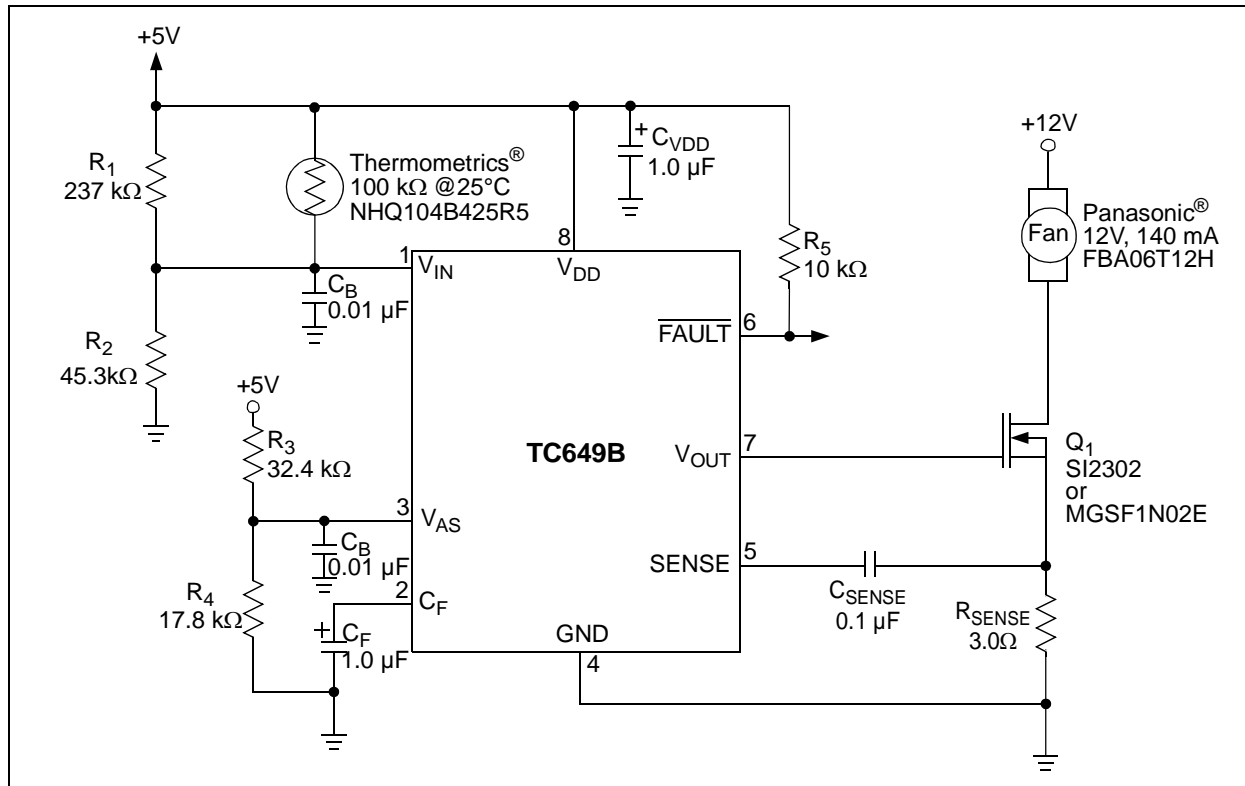 +5V
R1
237 kΩ
Thermometrics®
100 kΩ @25°C
NHQ104B425R5
+
CVDD
1.0 µF
+12V
Fan
Panasonic®
12V, 140 mA
FBA06T12H
R5
10 kΩ
1
VIN
8
VDD
CB
0.01 µF
FAULT
6
R2
45.3kΩ
+5V
R3
32.4 kΩ
TC649B
VOUT
7
Q1
SI2302
or
MGSF1N02E
3
VAS
CB
0.01 µF
SENSE
5
CSENSE
0.1 µF
RSENSE
3.0Ω
R4
17.8 kΩ
2
CF
+
CF
1.0 µF
GND
4